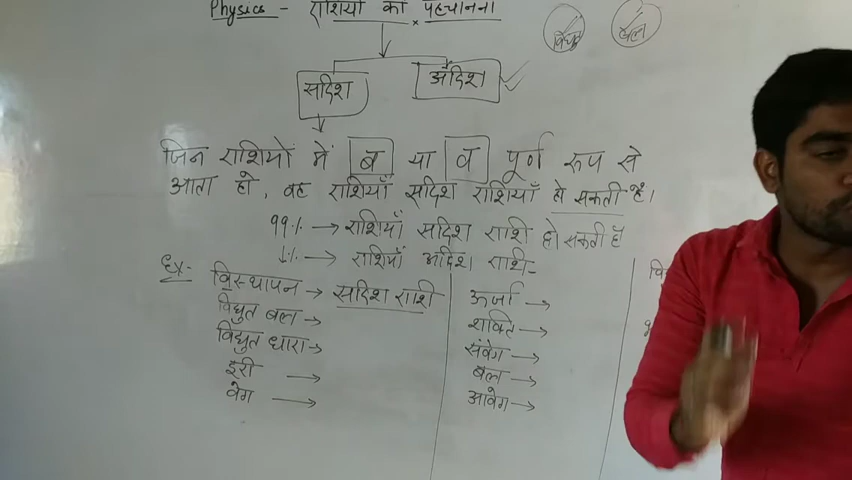 Physics - राशियों को पहचानना
विद्युत
बल
सदिश
अदिश
जिन राशियों में ब या व पूर्ण रूप से
आता हो, वह राशियाँ सदिश राशियाँ हो सकती है।
99% → राशियाँ सदिश राशि हो सकती हैं
1% → राशियाँ अदिश राशि-
Ex- विस्थापन → सदिश राशी
विद्युत बल →
विद्युत धारा →
दूरी →
वेग →
ऊर्जा →
शक्ति →
संवेग →
बल →
आवेग →